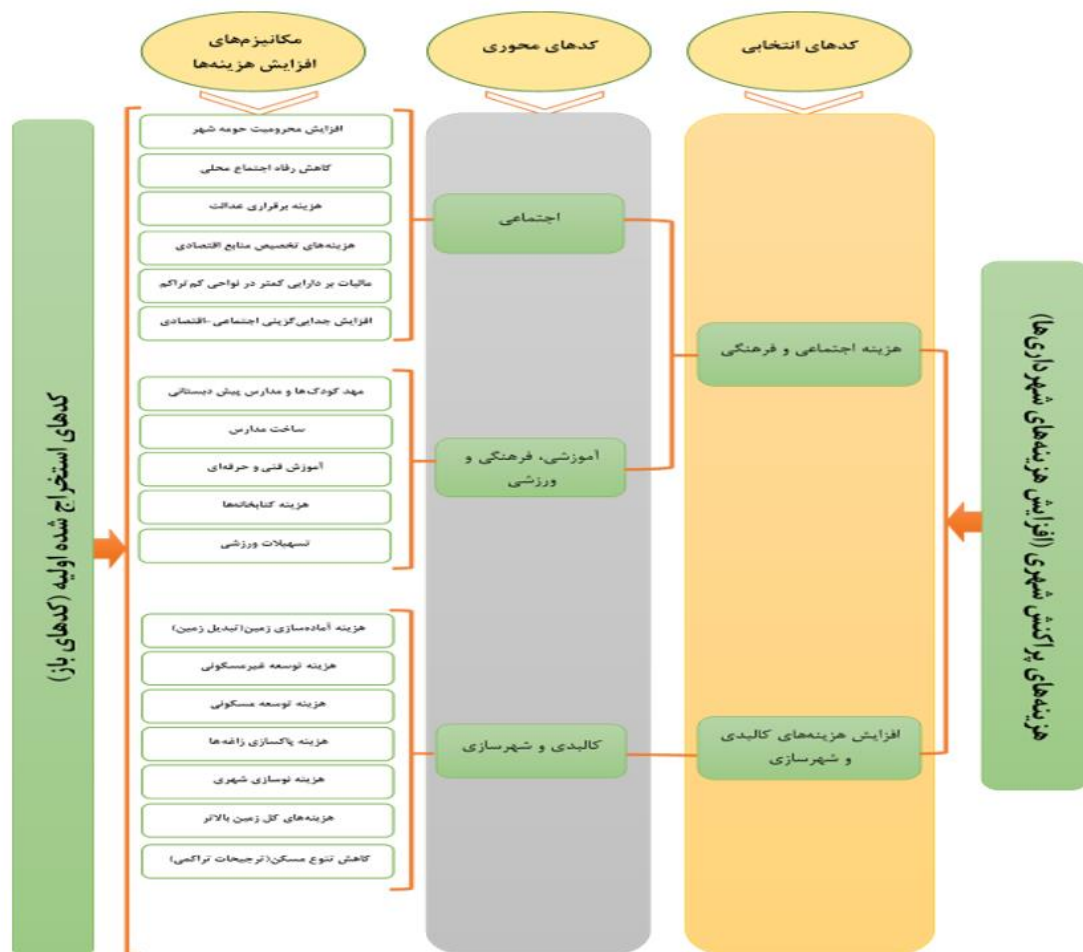 کدهای انتخابی
کدهای محوری
مکانیزم‌های
افزایش هزینه‌ها
هزینه‌های پراکنش شهری (افزایش هزینه‌های شهرداری‌ها)
هزینه اجتماعی و فرهنگی
افزایش هزینه‌های کالبدی
و شهرسازی
اجتماعی
آموزشی، فرهنگی و
ورزشی
کالبدی و شهرسازی
افزایش محرومیت حومه شهر
کاهش رفاه اجتماع محلی
هزینه برقراری عدالت
هزینه‌های تخصیص منابع اقتصادی
مالیات بر دارایی کمتر در نواحی کم تراکم
افزایش جدایی‌گزینی اجتماعی-اقتصادی
مهد کودک‌ها و مدارس پیش دبستانی
ساخت مدارس
آموزش فنی و حرفه‌ای
هزینه کتابخانه‌ها
تسهیلات ورزشی
هزینه آماده‌سازی زمین(تبدیل زمین)
هزینه توسعه غیرمسکونی
هزینه توسعه مسکونی
هزینه پاکسازی زاغه‌ها
هزینه نوسازی شهری
هزینه‌های کل زمین بالاتر
کاهش تنوع مسکن(ترجیحات تراکمی)
کدهای استخراج شده اولیه (کدهای باز)